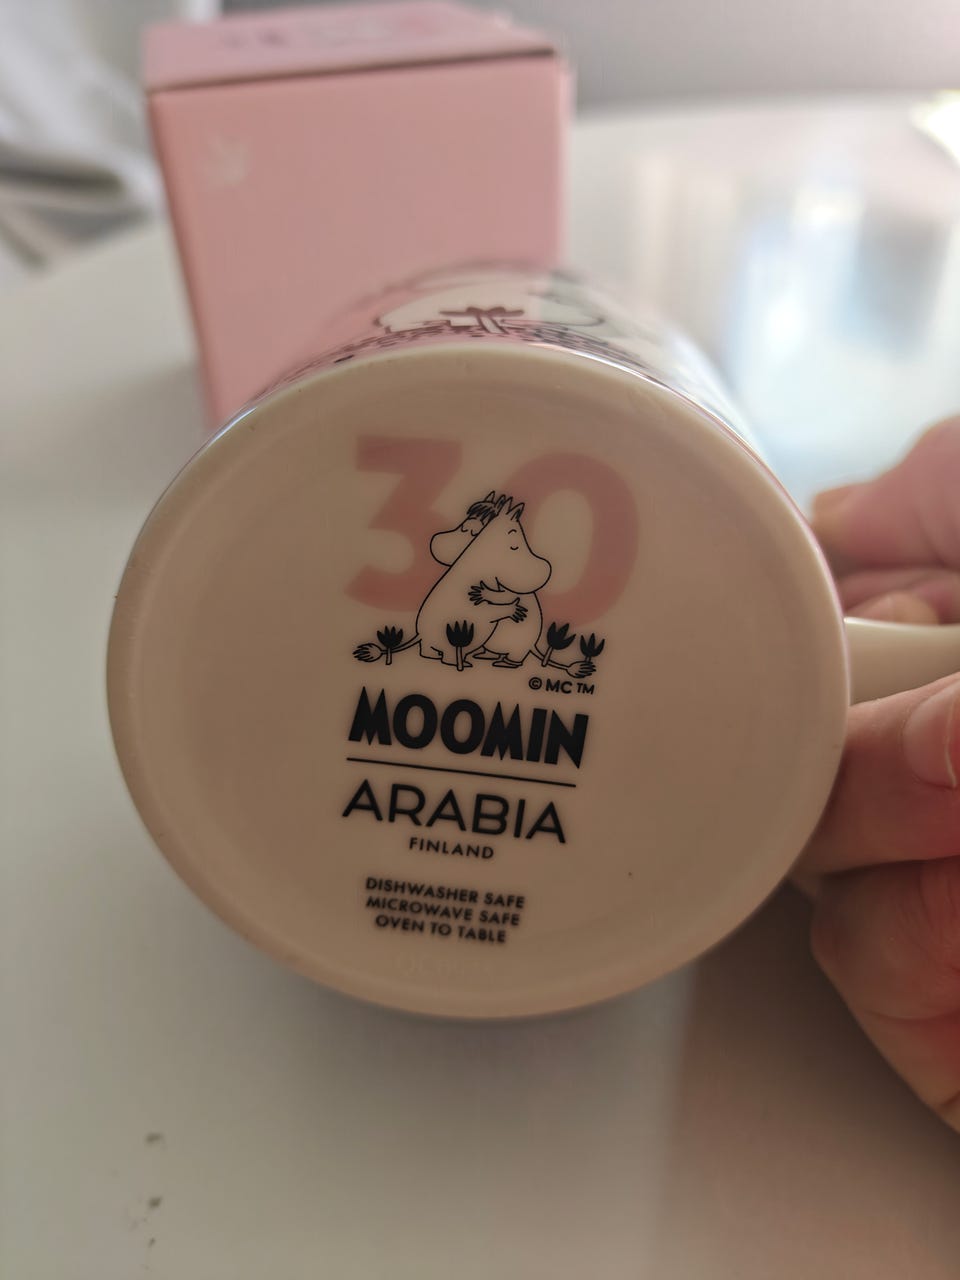 30
© MC ™
MOOMIN
ARABIA
FINLAND
DISHWASHER SAFE
MICROWAVE SAFE
OVEN TO TABLE